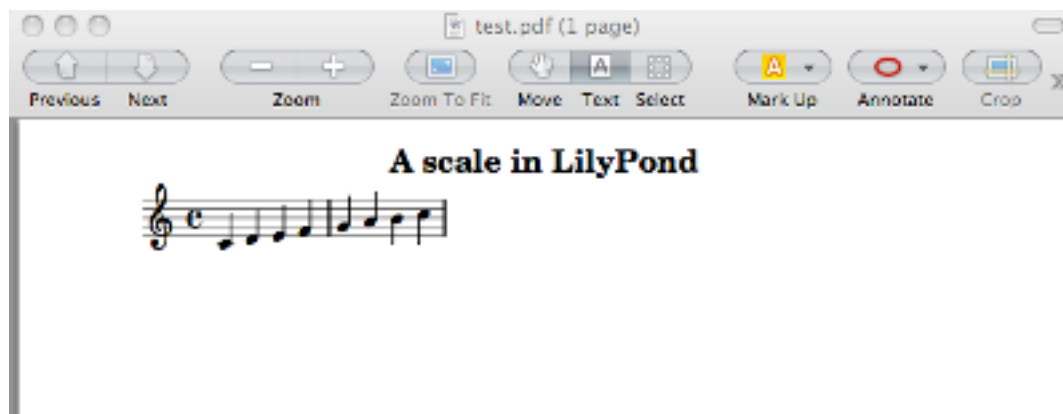 test.pdf (1 page)
Previous Next Zoom Zoom To Fit Move Text Select Mark Up Annotate Crop
A scale in LilyPond